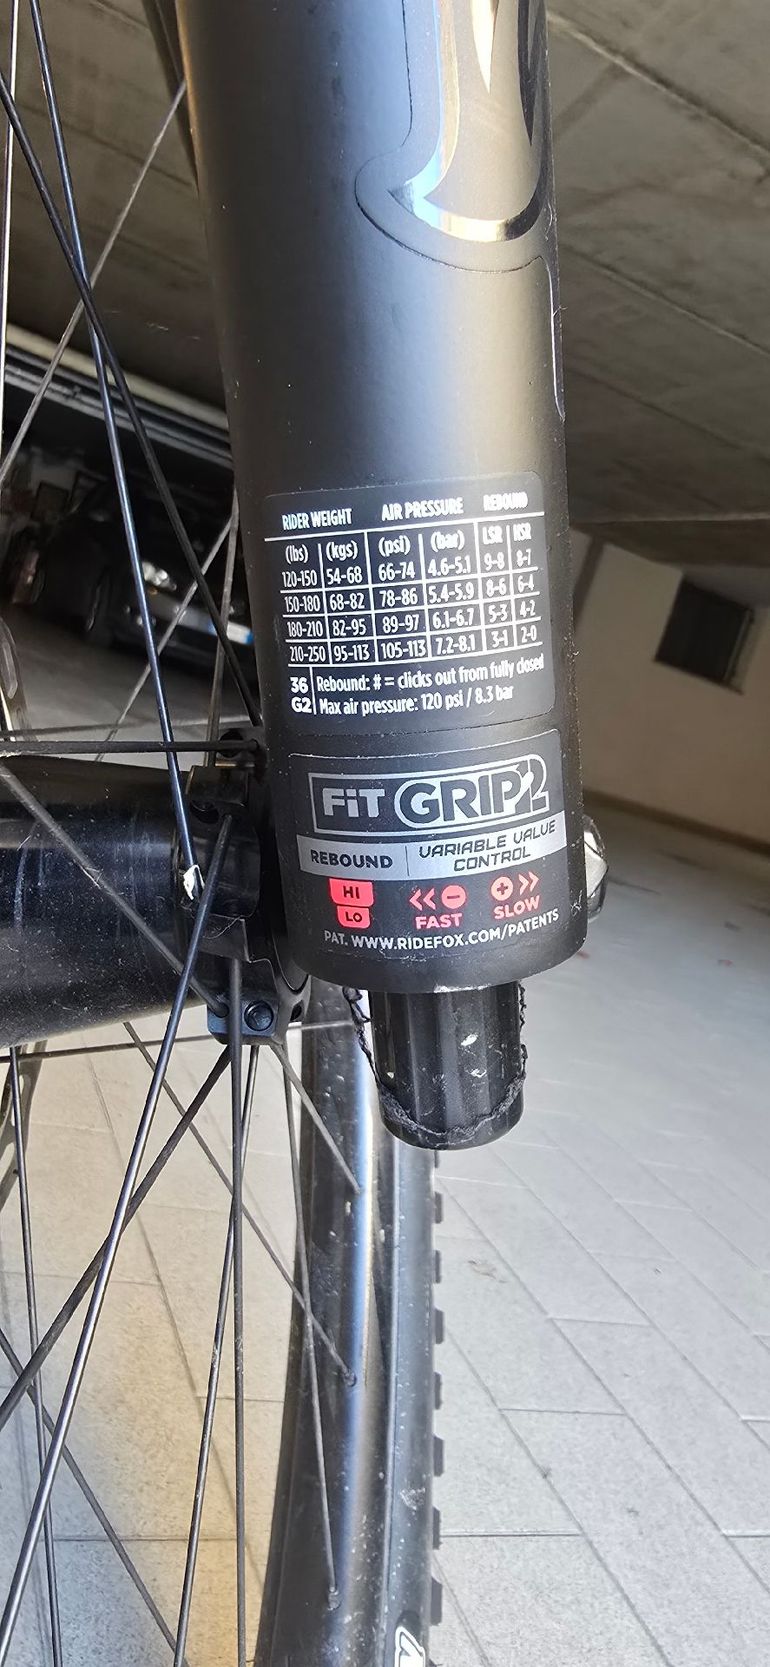 RIDER WEIGHT AIR PRESSURE REBOUND
(lbs) (kgs) (psi) (bar) LSR HSR
120-150 54-68 66-74 4.6-5.1 9-8 8-7
150-180 68-82 78-86 5.4-5.9 8-6 6-4
180-210 82-95 89-97 6.1-6.7 5-3 4-2
210-250 95-113 105-113 7.2-8.1 3-1 2-0
36 Rebound: # = clicks out from fully closed
G2 Max air pressure: 120 psi / 8.3 bar
FiT GRIP2
REBOUND VARIABLE VALVE
CONTROL
HI
LO
FAST SLOW
PAT. WWW.RIDEFOX.COM/PATENTS